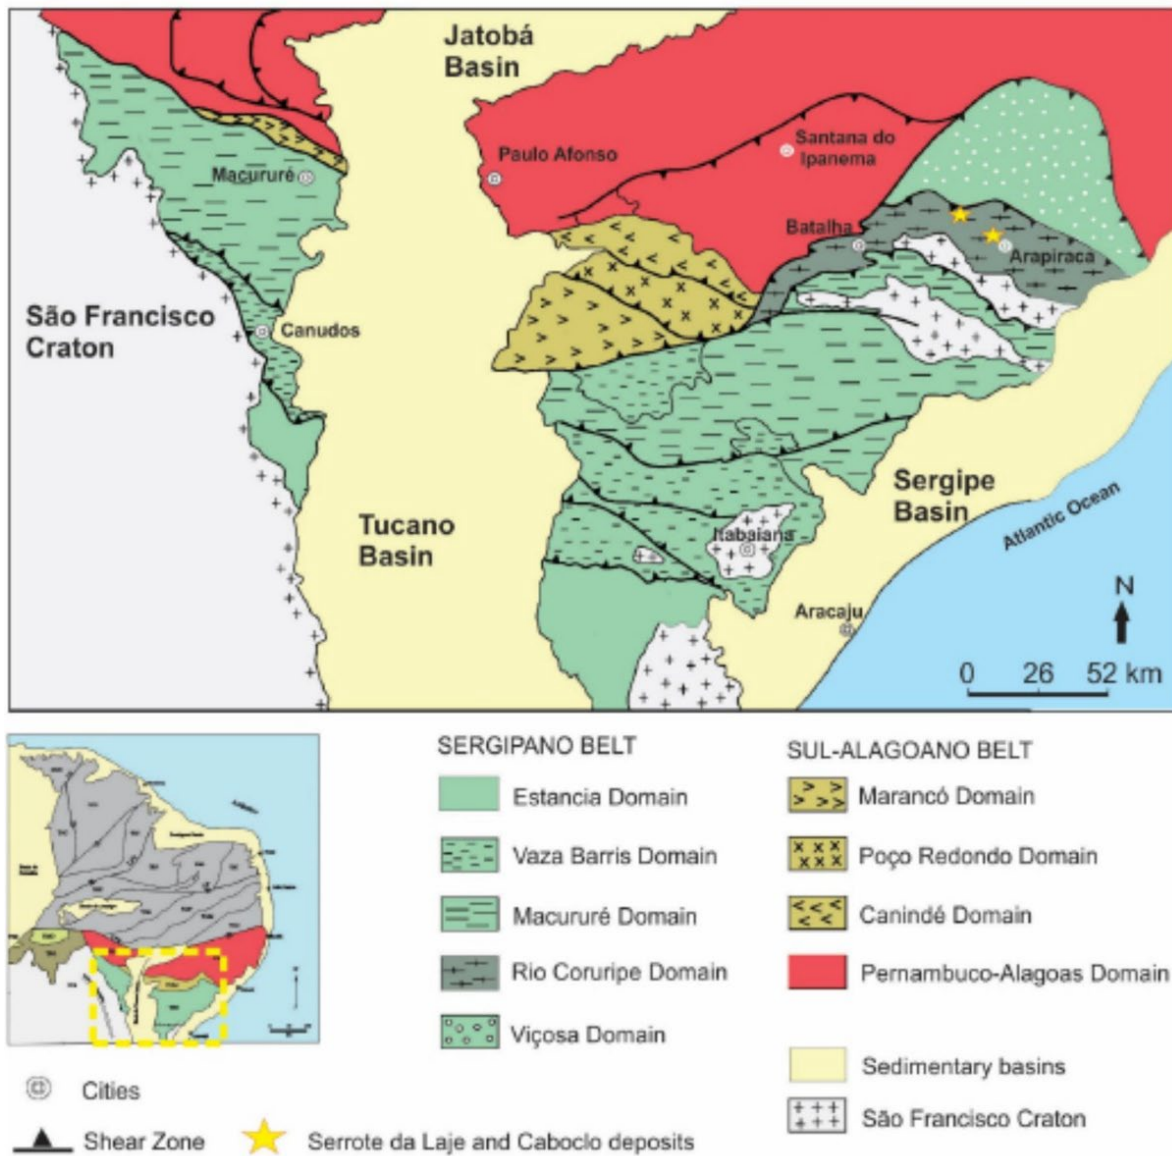 Jatobá
Basin
Paulo Afonso
Santana do
Ipanema
Macururé
Batalha
Arapiraca
São Francisco
Craton
Canudos
Sergipe
Basin
Tucano
Basin
Atlantic Ocean
Itabaiana
Aracaju
N
0 26 52 km
SERGIPANO BELT
Estancia Domain
Vaza Barris Domain
Macururé Domain
Rio Coruripe Domain
Viçosa Domain
SUL-ALAGOANO BELT
Marancó Domain
Poço Redondo Domain
Canindé Domain
Pernambuco-Alagoas Domain
Sedimentary basins
São Francisco Craton
Cities
Shear Zone
Serrote da Laje and Caboclo deposits